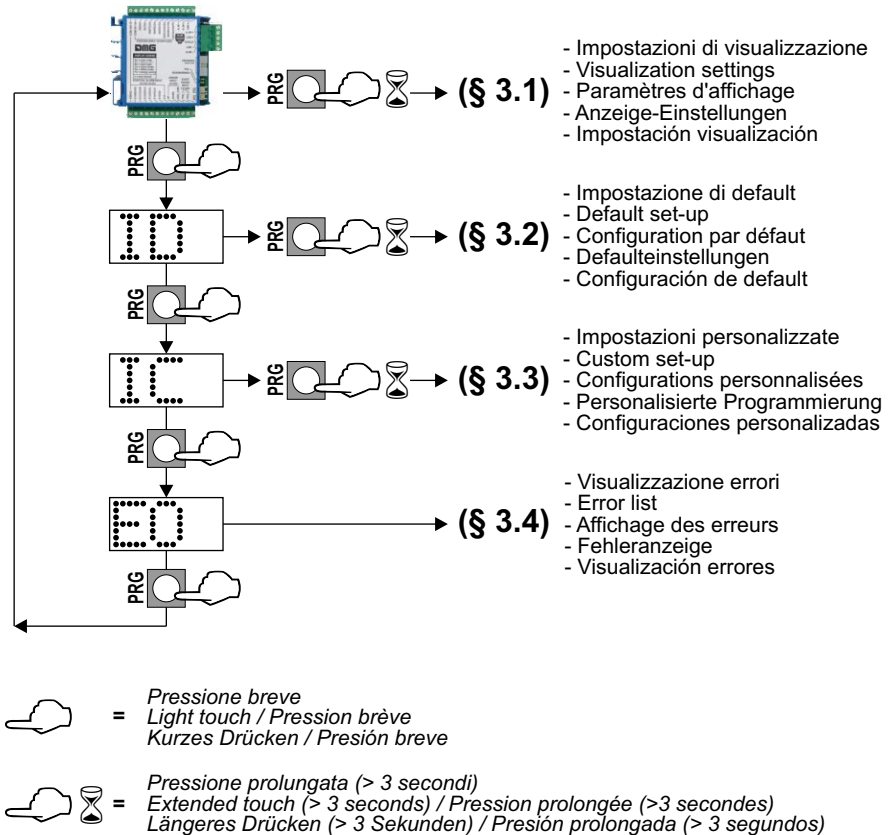 DMG
- Impostazioni di visualizzazione
- Visualization settings
- Paramètres d'affichage
- Anzeige-Einstellungen
- Impostación visualización
PRG
(§ 3.1)
PRG
ID
PRG
(§ 3.2)
- Impostazione di default
- Default set-up
- Configuration par défaut
- Defaulteinstellungen
- Configuración de default
PRG
IC
PRG
(§ 3.3)
- Impostazioni personalizzate
- Custom set-up
- Configurations personnalisées
- Personalisierte Programmierung
- Configuraciones personalizadas
PRG
E0
(§ 3.4)
- Visualizzazione errori
- Error list
- Affichage des erreurs
- Fehleranzeige
- Visualización errores
PRG
= Pressione breve
Light touch / Pression brève
Kurzes Drücken / Presión breve
= Pressione prolungata (> 3 secondi)
Extended touch (> 3 seconds) / Pression prolongée (>3 secondes)
Längeres Drücken (> 3 Sekunden) / Presión prolongada (> 3 segundos)